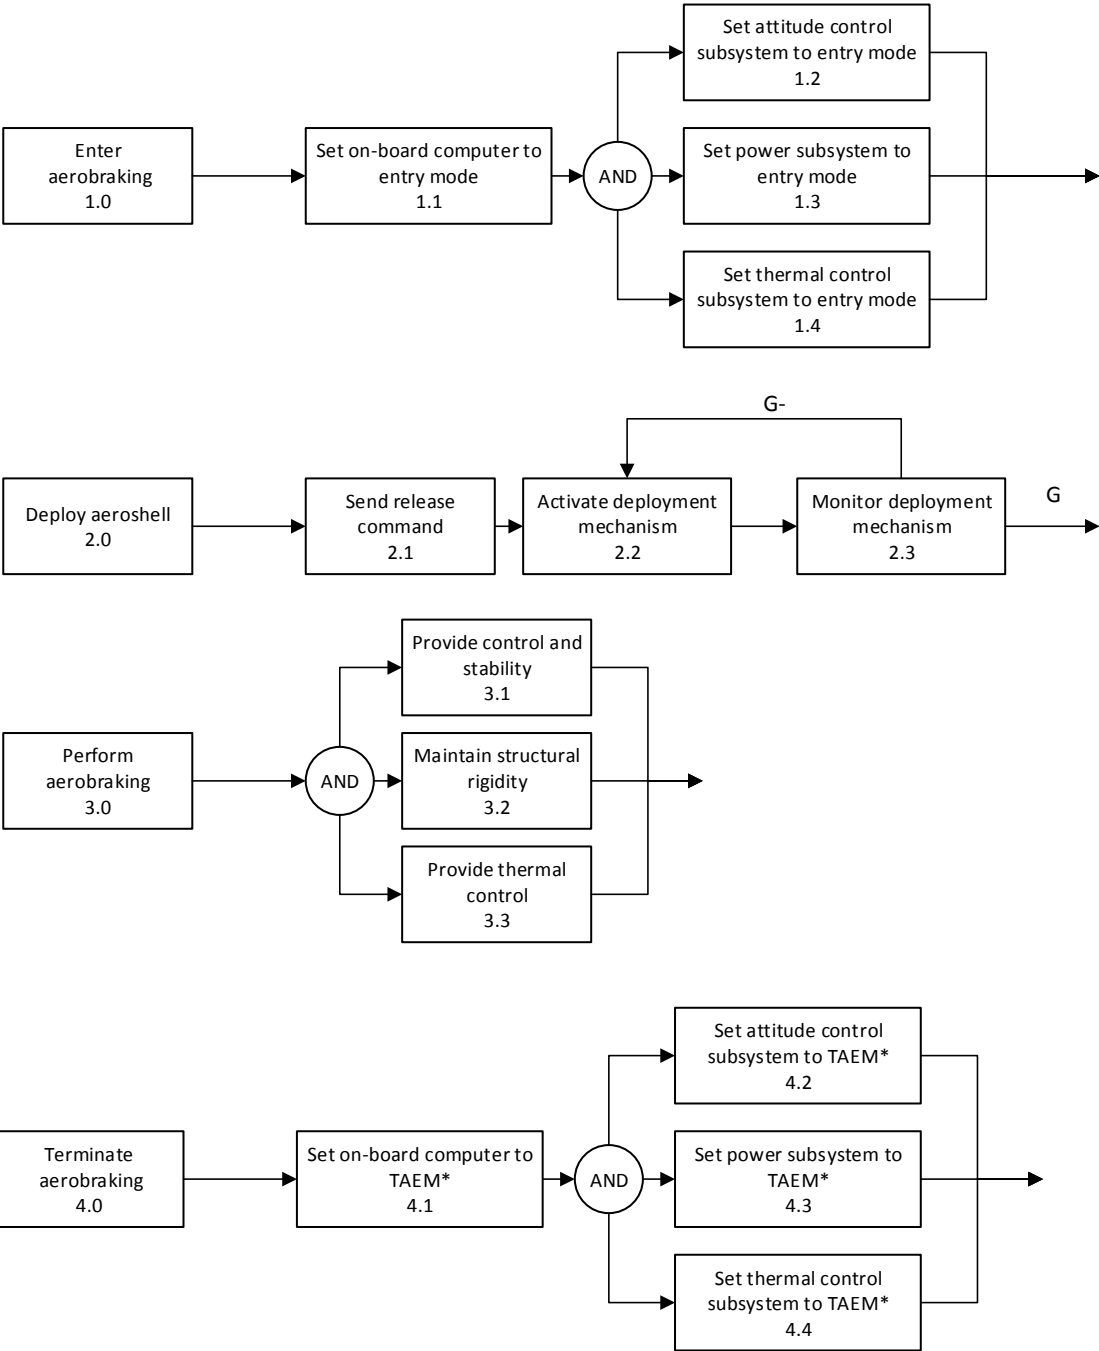 Set attitude control
subsystem to entry mode
1.2
Enter
aerobraking
1.0
Set on-board computer to
entry mode
1.1
AND
Set power subsystem to
entry mode
1.3
Set thermal control
subsystem to entry mode
1.4
G-
Deploy aeroshell
2.0
Send release
command
2.1
Activate deployment
mechanism
2.2
Monitor deployment
mechanism
2.3
G
Provide control and
stability
3.1
Perform
aerobraking
3.0
AND
Maintain structural
rigidity
3.2
Provide thermal
control
3.3
Set attitude control
subsystem to TAEM*
4.2
Terminate
aerobraking
4.0
Set on-board computer to
TAEM*
4.1
AND
Set power subsystem to
TAEM*
4.3
Set thermal control
subsystem to TAEM*
4.4